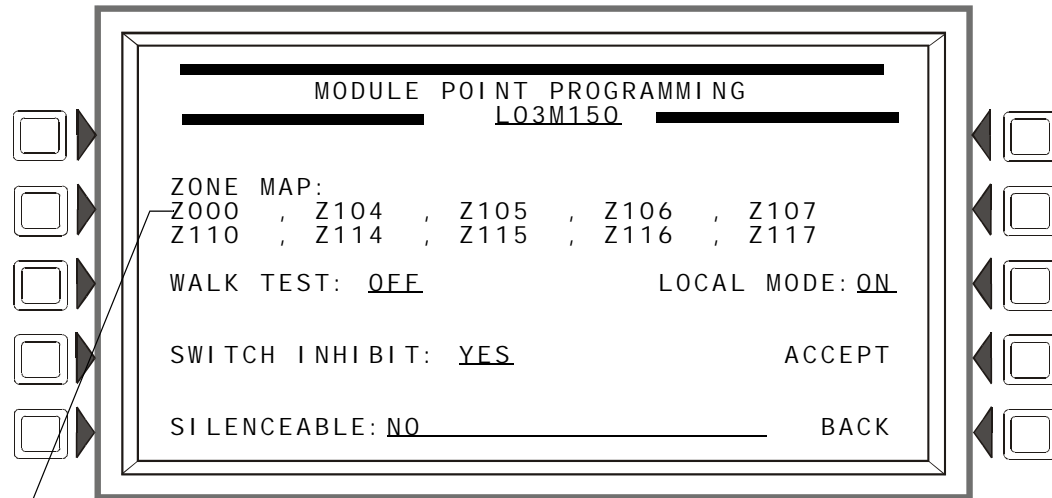 MODULE POINT PROGRAMMING
L03M150
ZONE MAP:
Z000 , Z104 , Z105 , Z106 , Z107
Z110 , Z114 , Z115 , Z116 , Z117
WALK TEST: OFF LOCAL MODE: ON
SWITCH INHIBIT: YES ACCEPT
SILENCEABLE: NO BACK